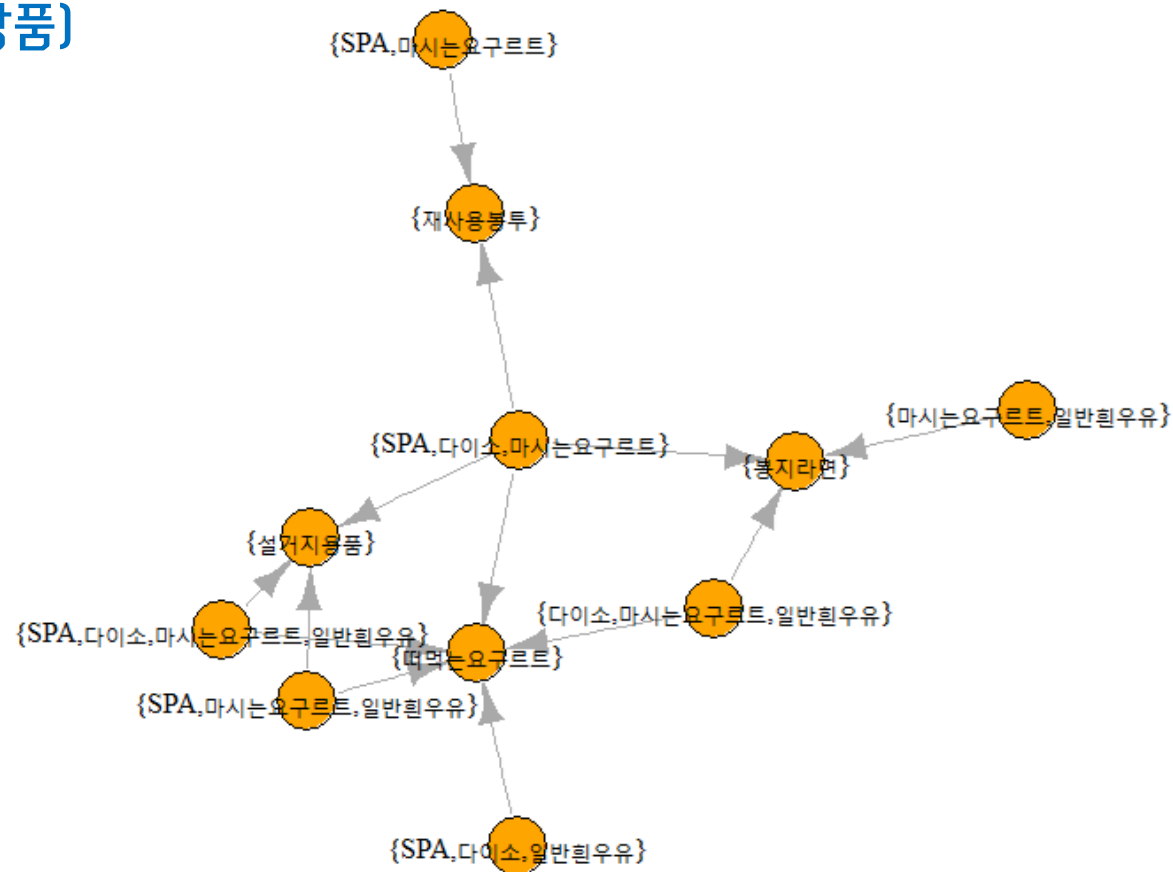 품)
{SPA,마시는요구르트}
{재사용봉투}
{마시는요구르트,일반흰우유}
{SPA,다이소,마시는요구르트}
{봉지라면}
{설거지용품}
{다이소,마시는요구르트,일반흰우유}
{SPA,다이소,마시는요구르트,일반흰우유}
{떠먹는요구르트}
{SPA,마시는요구르트,일반흰우유}
{SPA,다이소,일반흰우유}